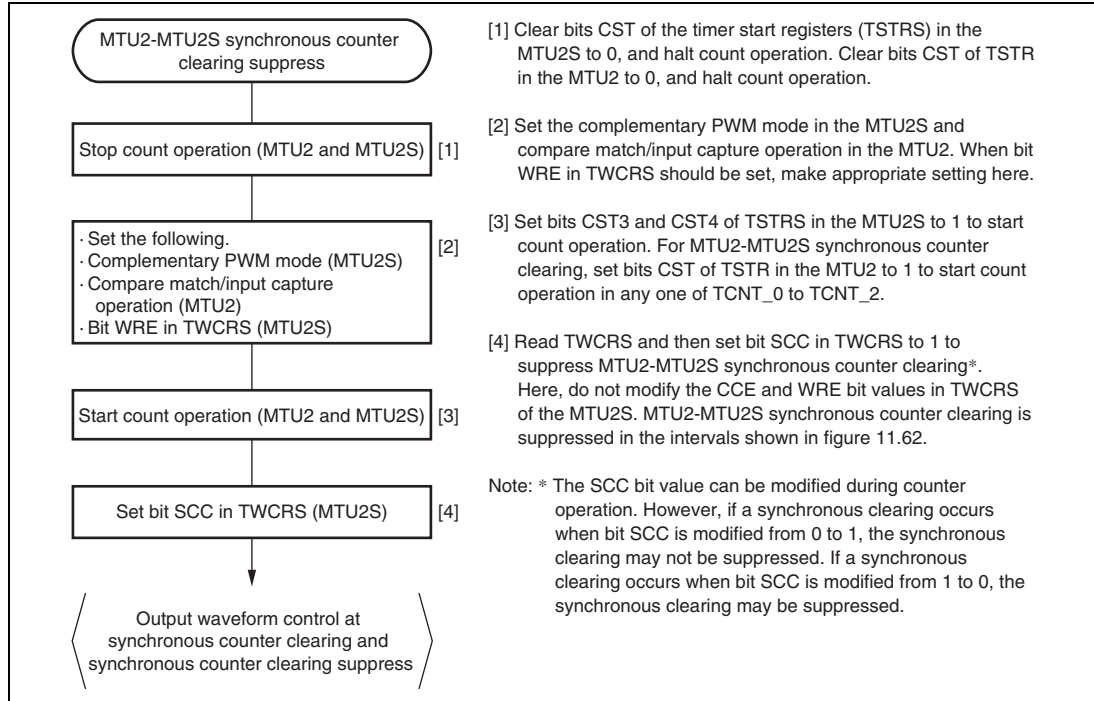 MTU2-MTU2S synchronous counter
clearing suppress
Stop count operation (MTU2 and MTU2S) [1]
· Set the following. [2]
· Complementary PWM mode (MTU2S)
· Compare match/input capture
operation (MTU2)
· Bit WRE in TWCRS (MTU2S)
Start count operation (MTU2 and MTU2S) [3]
Set bit SCC in TWCRS (MTU2S) [4]
Output waveform control at
synchronous counter clearing and
synchronous counter clearing suppress
[1] Clear bits CST of the timer start registers (TSTRS) in the
MTU2S to 0, and halt count operation. Clear bits CST of TSTR
in the MTU2 to 0, and halt count operation.
[2] Set the complementary PWM mode in the MTU2S and
compare match/input capture operation in the MTU2. When bit
WRE in TWCRS should be set, make appropriate setting here.
[3] Set bits CST3 and CST4 of TSTRS in the MTU2S to 1 to start
count operation. For MTU2-MTU2S synchronous counter
clearing, set bits CST of TSTR in the MTU2 to 1 to start count
operation in any one of TCNT_0 to TCNT_2.
[4] Read TWCRS and then set bit SCC in TWCRS to 1 to
suppress MTU2-MTU2S synchronous counter clearing*.
Here, do not modify the CCE and WRE bit values in TWCRS
of the MTU2S. MTU2-MTU2S synchronous counter clearing is
suppressed in the intervals shown in figure 11.62.
Note: * The SCC bit value can be modified during counter
operation. However, if a synchronous clearing occurs
when bit SCC is modified from 0 to 1, the synchronous
clearing may not be suppressed. If a synchronous
clearing occurs when bit SCC is modified from 1 to 0, the
synchronous clearing may be suppressed.